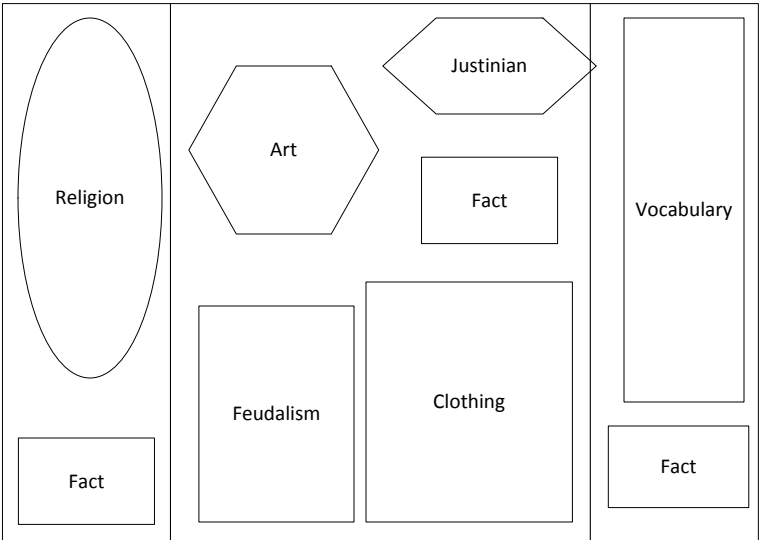 Religion
Fact
Art
Justinian
Fact
Feudalism
Clothing
Vocabulary
Fact